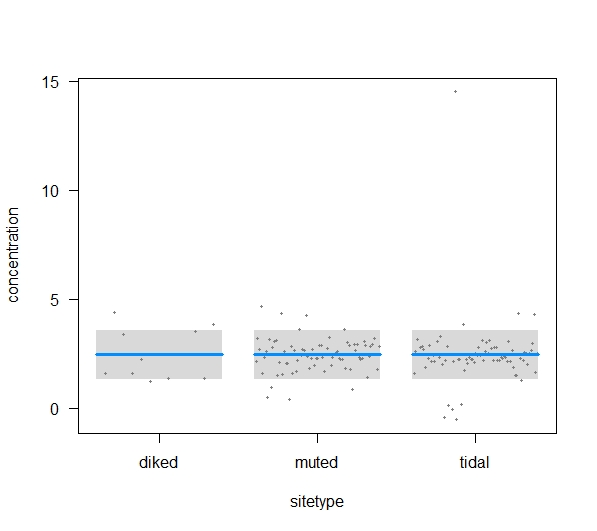 15
10
5
0
concentration
diked muted tidal
sitetype